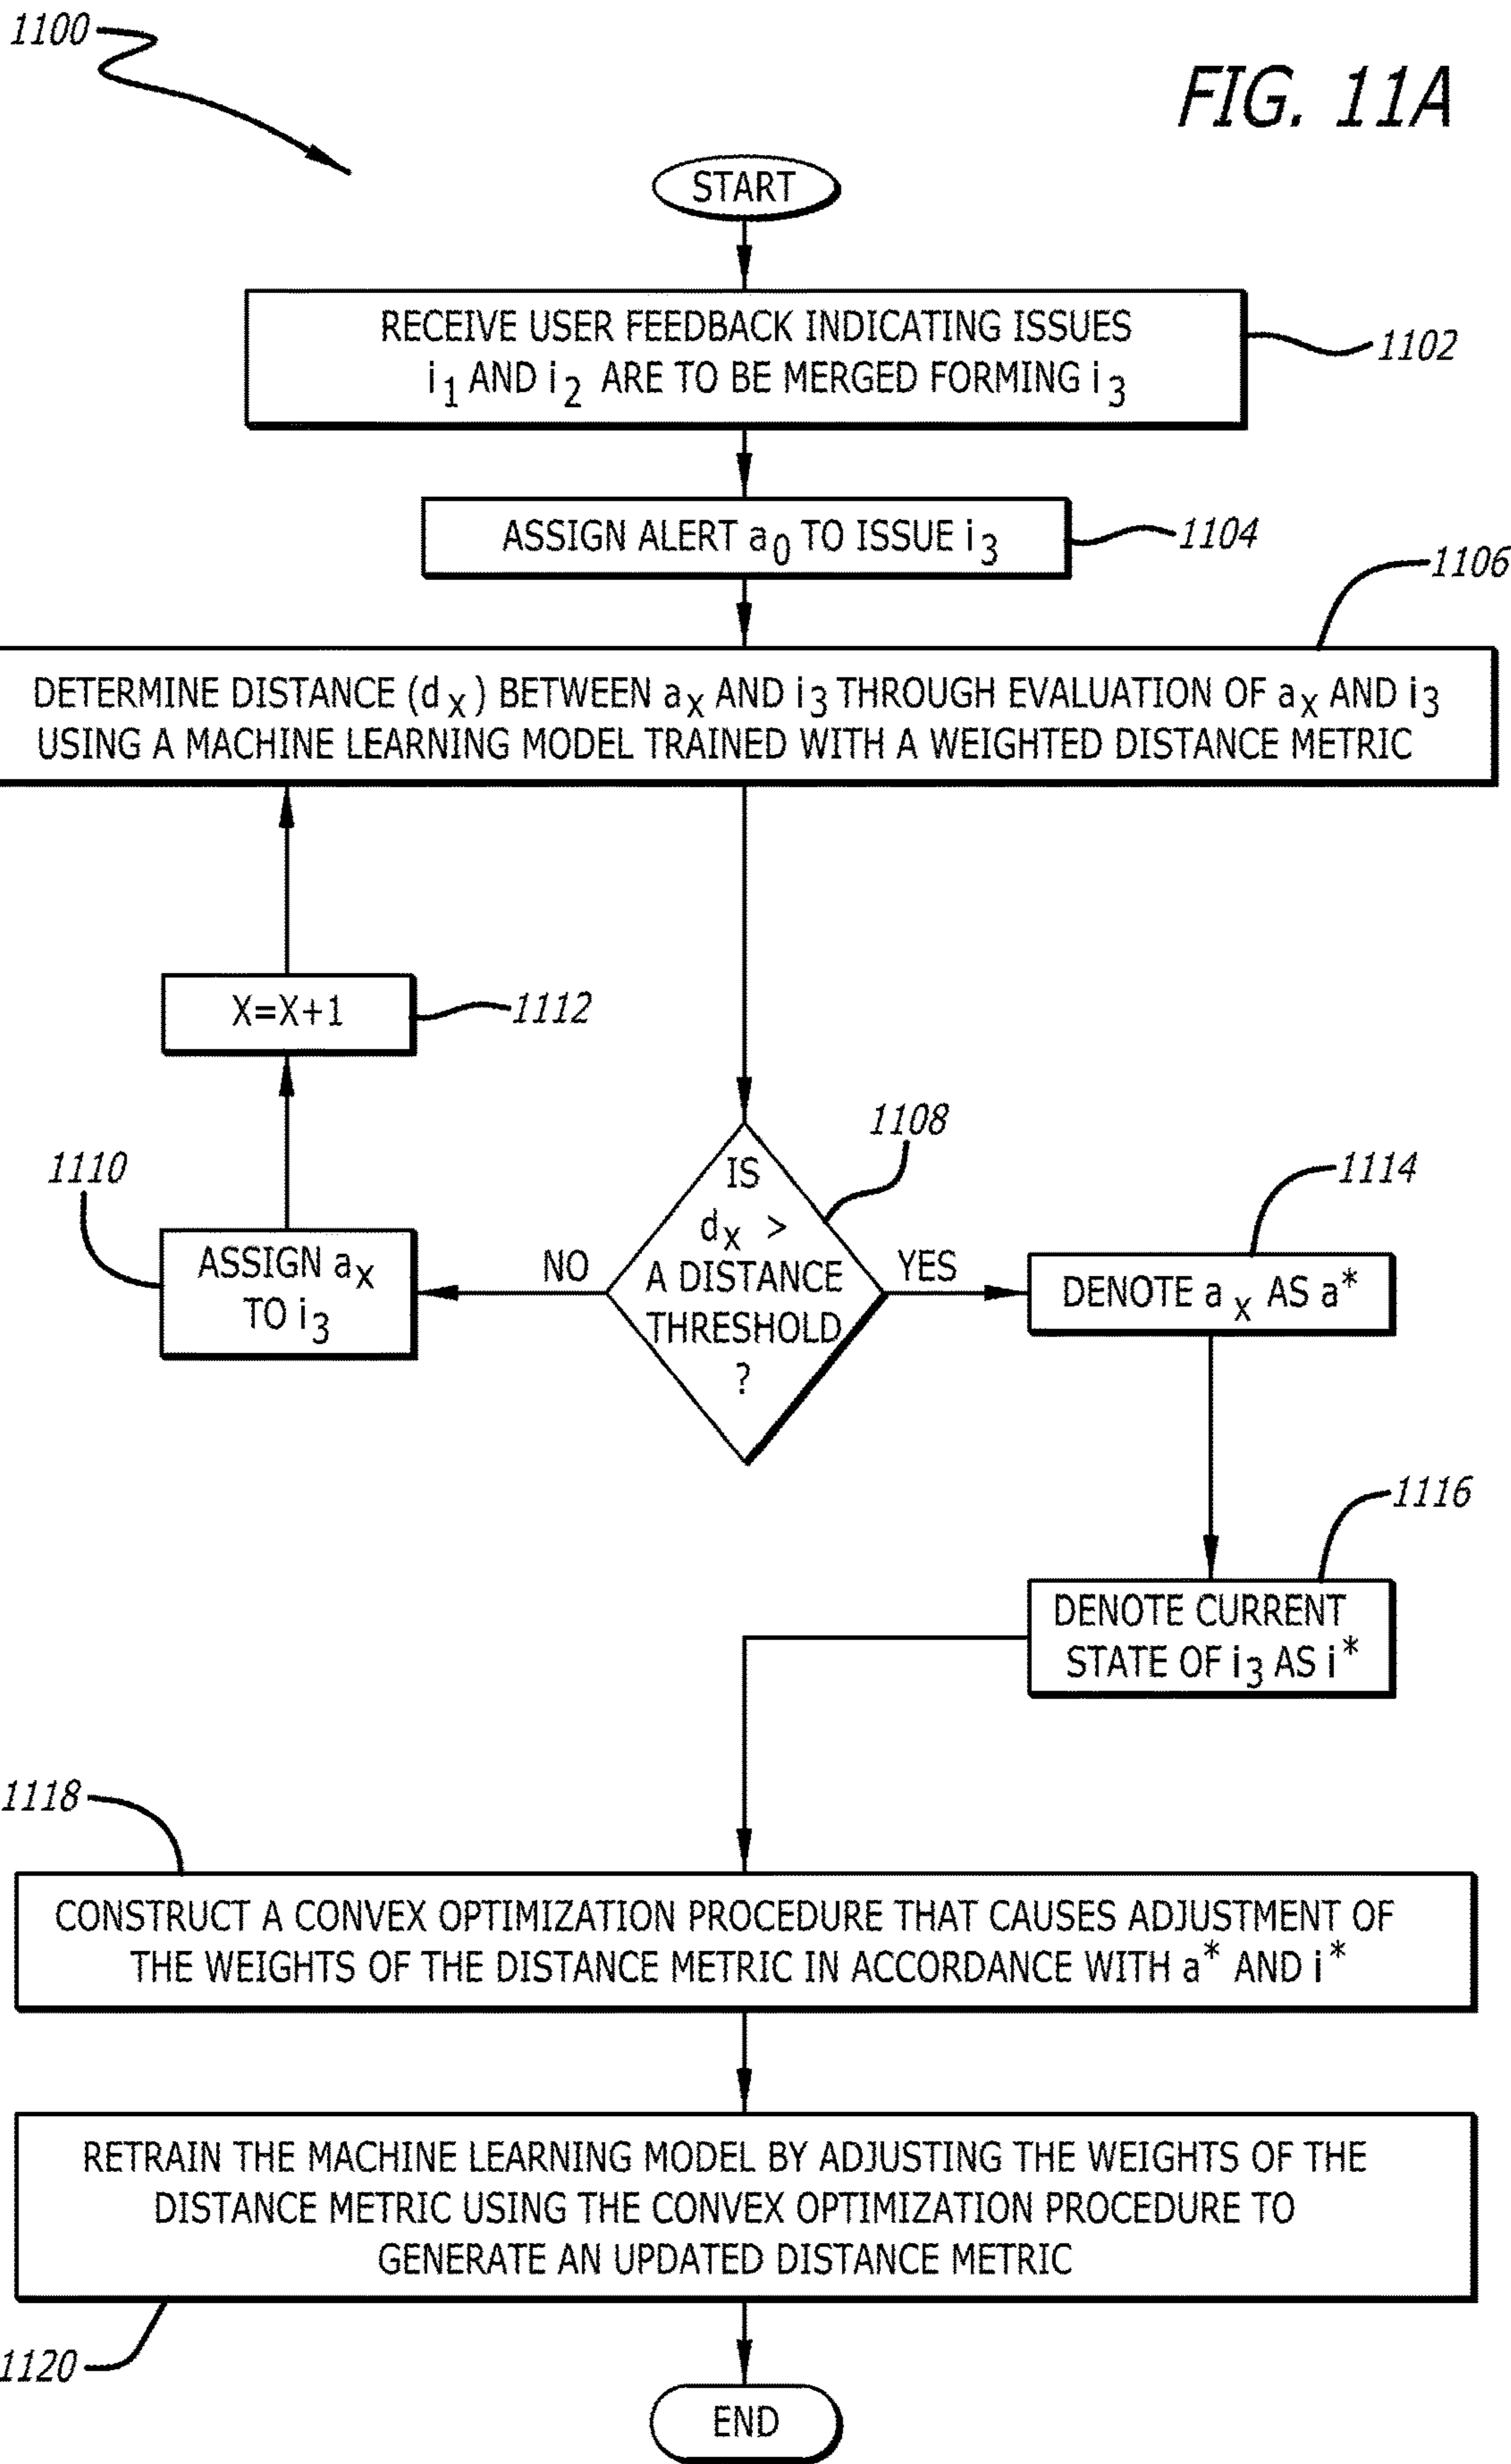 1100
FIG. 11A
START
RECEIVE USER FEEDBACK INDICATING ISSUES
i1 AND i2 ARE TO BE MERGED FORMING i3
1102
ASSIGN ALERT a0 TO ISSUE i3
1104
1106
DETERMINE DISTANCE (dx) BETWEEN ax AND i3 THROUGH EVALUATION OF ax AND i3
USING A MACHINE LEARNING MODEL TRAINED WITH A WEIGHTED DISTANCE METRIC
X=X+1
1112
1108
IS
dx >
A DISTANCE
THRESHOLD
?
NO
YES
1110
ASSIGN ax
TO i3
1114
DENOTE ax AS a*
1116
DENOTE CURRENT
STATE OF i3 AS i*
1118
CONSTRUCT A CONVEX OPTIMIZATION PROCEDURE THAT CAUSES ADJUSTMENT OF
THE WEIGHTS OF THE DISTANCE METRIC IN ACCORDANCE WITH a* AND i*
RETRAIN THE MACHINE LEARNING MODEL BY ADJUSTING THE WEIGHTS OF THE
DISTANCE METRIC USING THE CONVEX OPTIMIZATION PROCEDURE TO
GENERATE AN UPDATED DISTANCE METRIC
1120
END